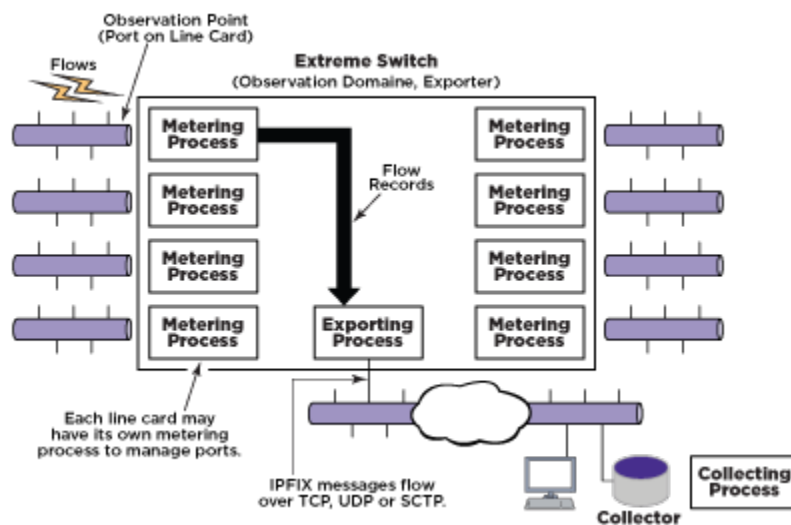 Observation Point
(Port on Line Card)
Flows
Extreme Switch
(Observation Domaine, Exporter)
Metering
Process
Metering
Process
Flow
Records
Metering
Process
Metering
Process
Metering
Process
Metering
Process
Metering
Process
Exporting
Process
Metering
Process
Each line card may
have its own metering
process to manage ports.
IPFIX messages flow
over TCP, UDP or SCTP.
Collector
Collecting
Process